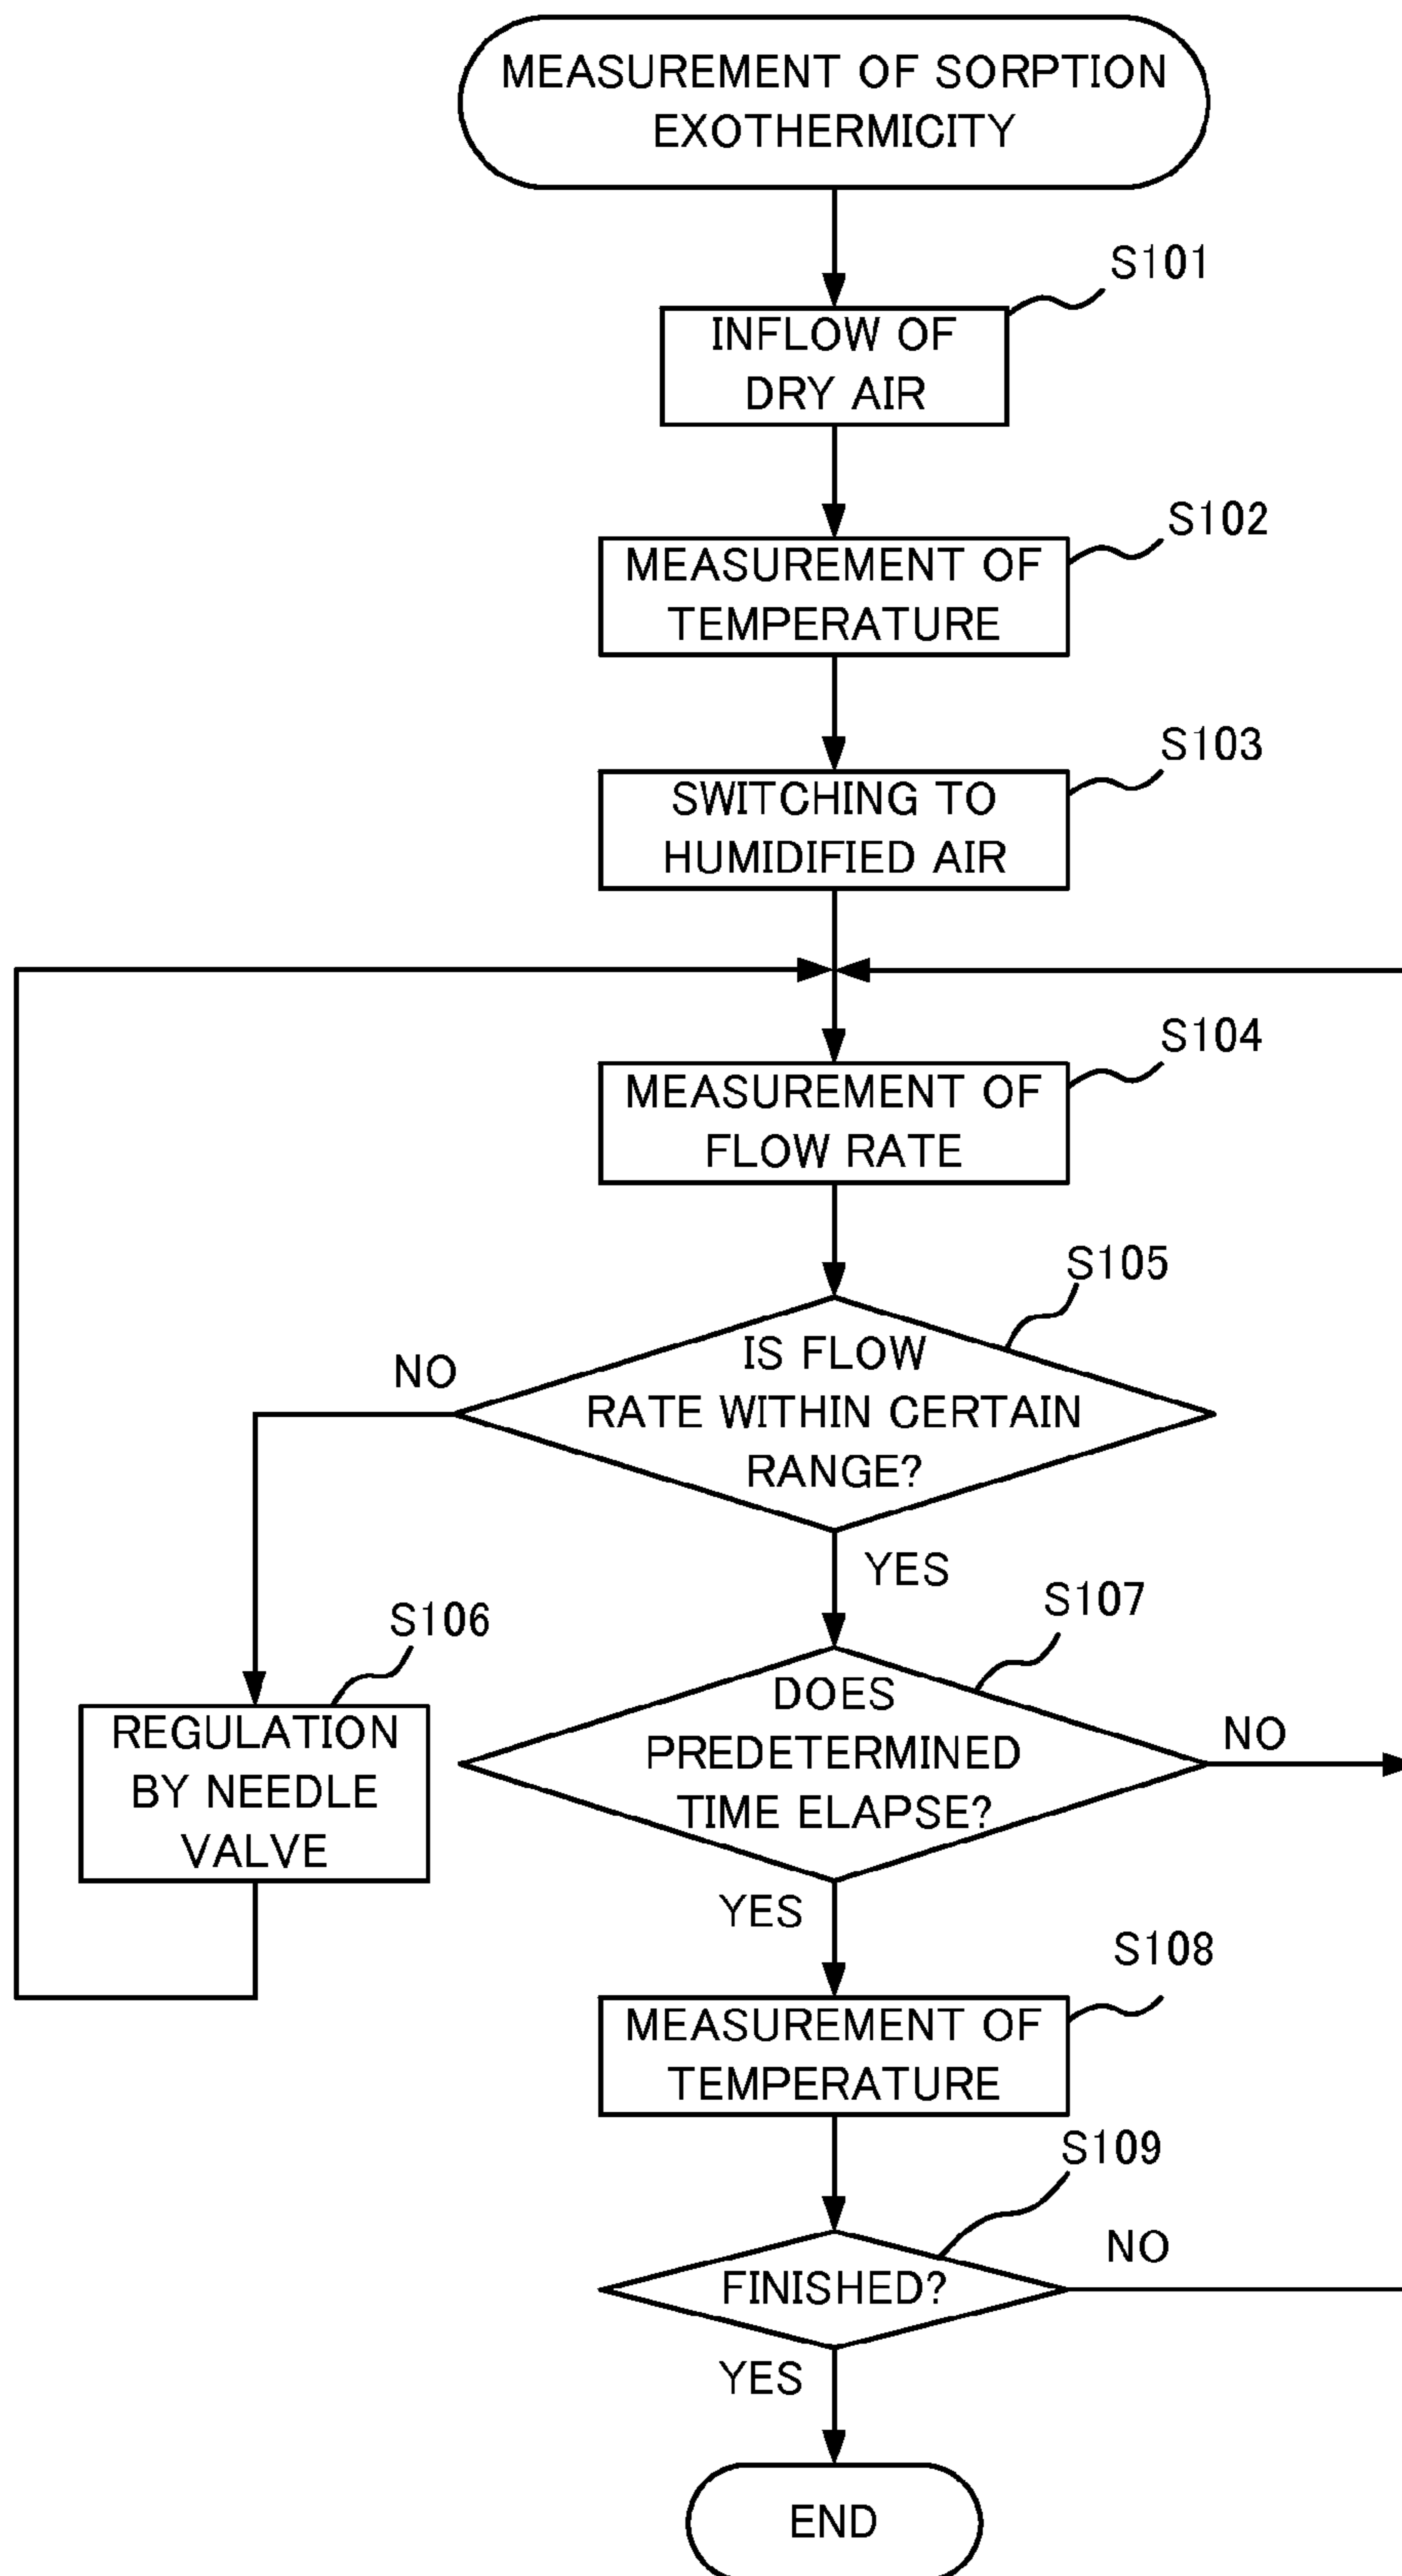 MEASUREMENT OF SORPTION
EXOTHERMICITY
S101
INFLOW OF
DRY AIR
S102
MEASUREMENT OF
TEMPERATURE
S103
SWITCHING TO
HUMIDIFIED AIR
S104
MEASUREMENT OF
FLOW RATE
S105
IS FLOW
RATE WITHIN CERTAIN
RANGE?
NO
YES
S106
REGULATION
BY NEEDLE
VALVE
S107
DOES
PREDETERMINED
TIME ELAPSE?
NO
YES
S108
MEASUREMENT OF
TEMPERATURE
S109
FINISHED?
NO
YES
END